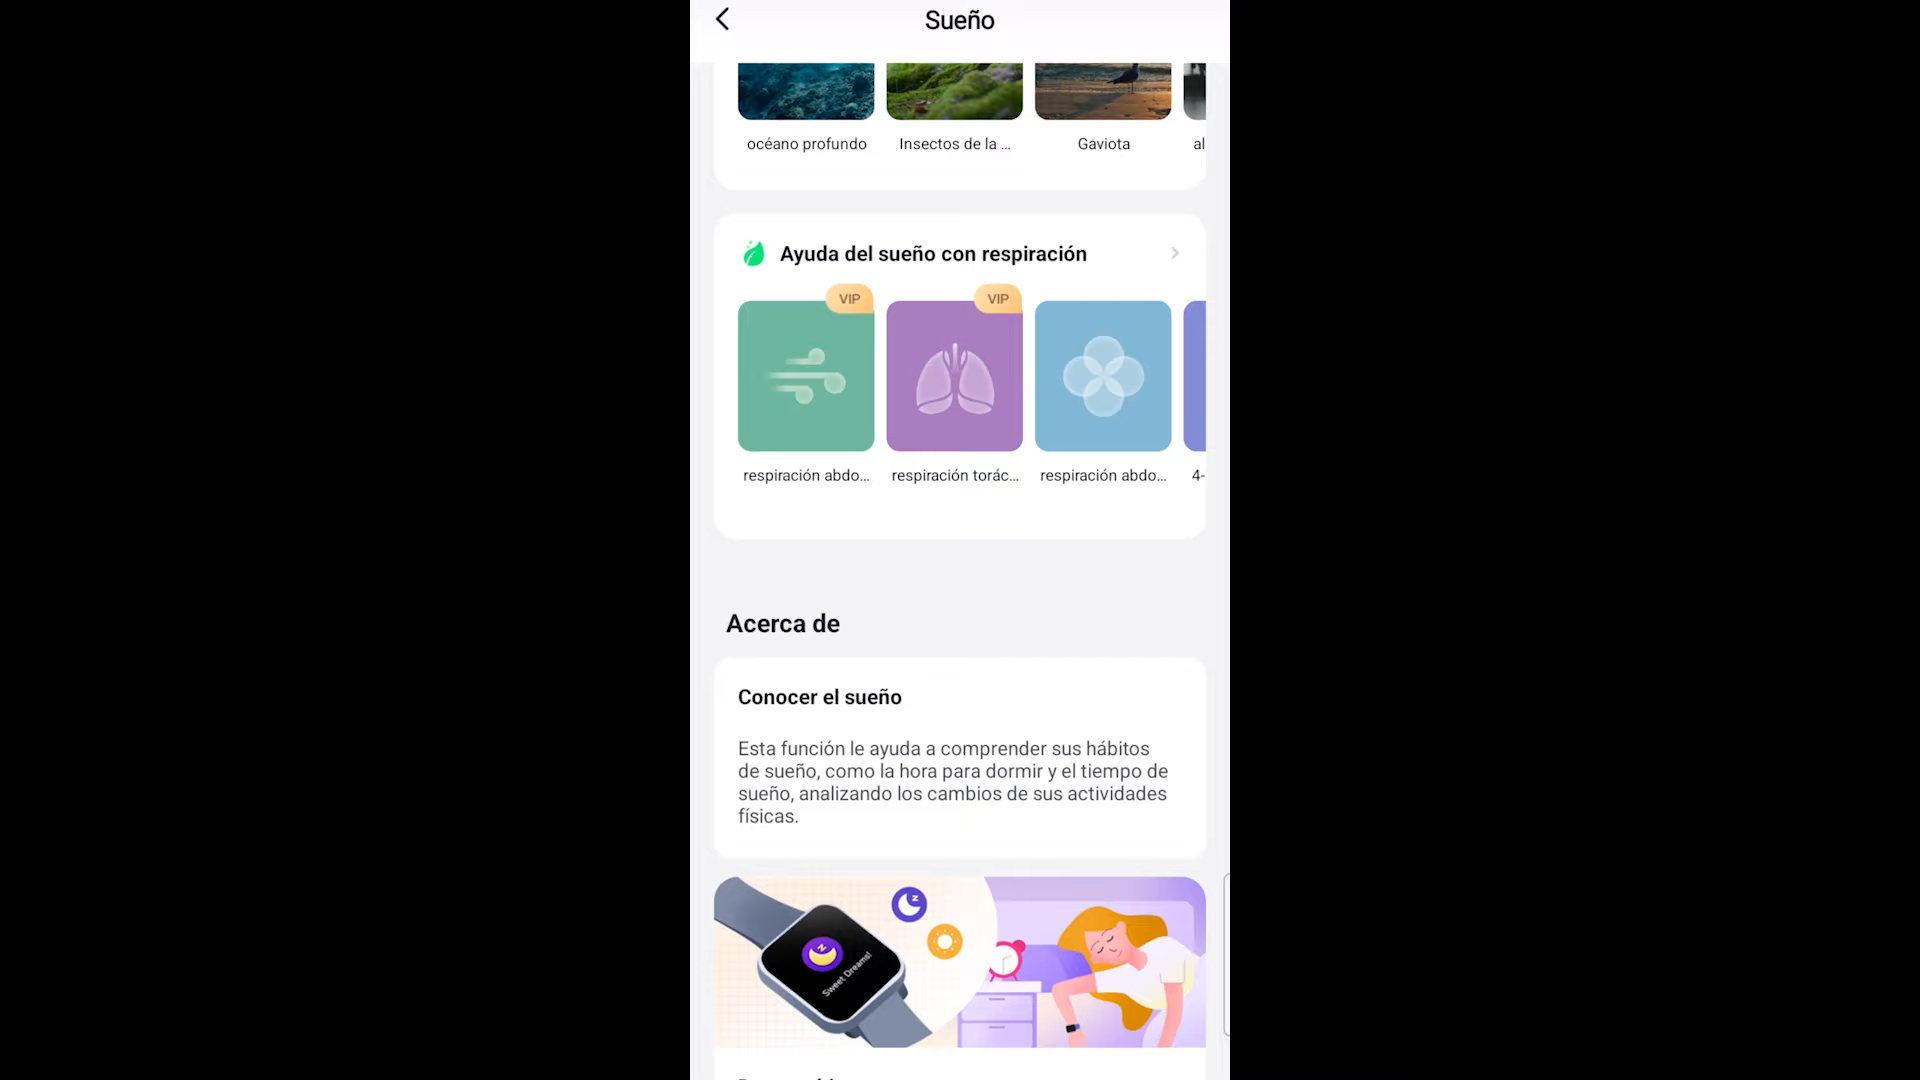 Sueño
océano profundo
Insectos de la ...
Gaviota
al
Ayuda del sueño con respiración
VIP
VIP
respiración abdo...
respiración torác...
respiración abdo...
4-
Acerca de
Conocer el sueño
Esta función le ayuda a comprender sus hábitos
de sueño, como la hora para dormir y el tiempo de
sueño, analizando los cambios de sus actividades
físicas.
Sweet Dreams!